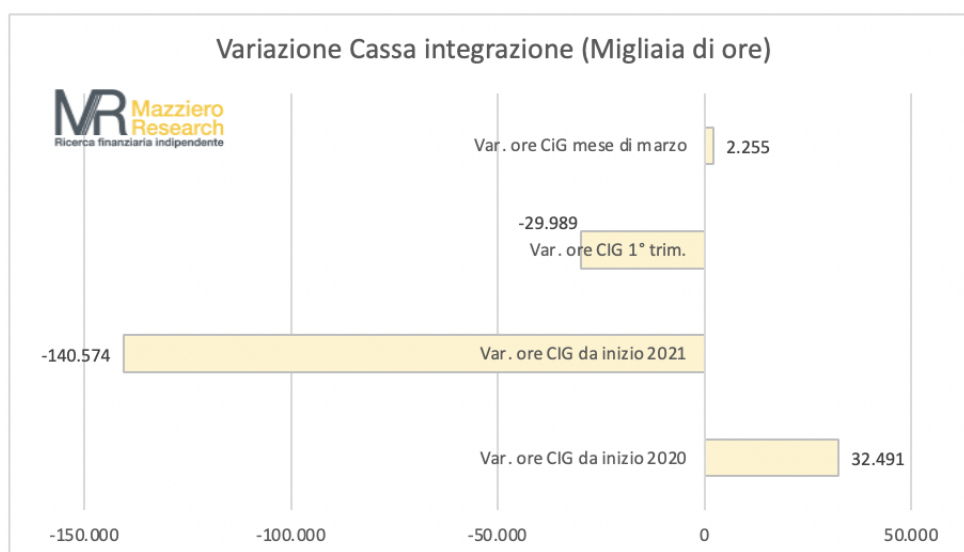 Variazione Cassa integrazione (Migliaia di ore)
MR Mazziero
Research
Ricerca finanziaria indipendente
Var. ore CiG mese di marzo
2.255
-29.989
Var. ore CIG 1° trim.
-140.574
Var. ore CIG da inizio 2021
Var. ore CIG da inizio 2020
32.491
-150.000
-100.000
-50.000
0
50.000